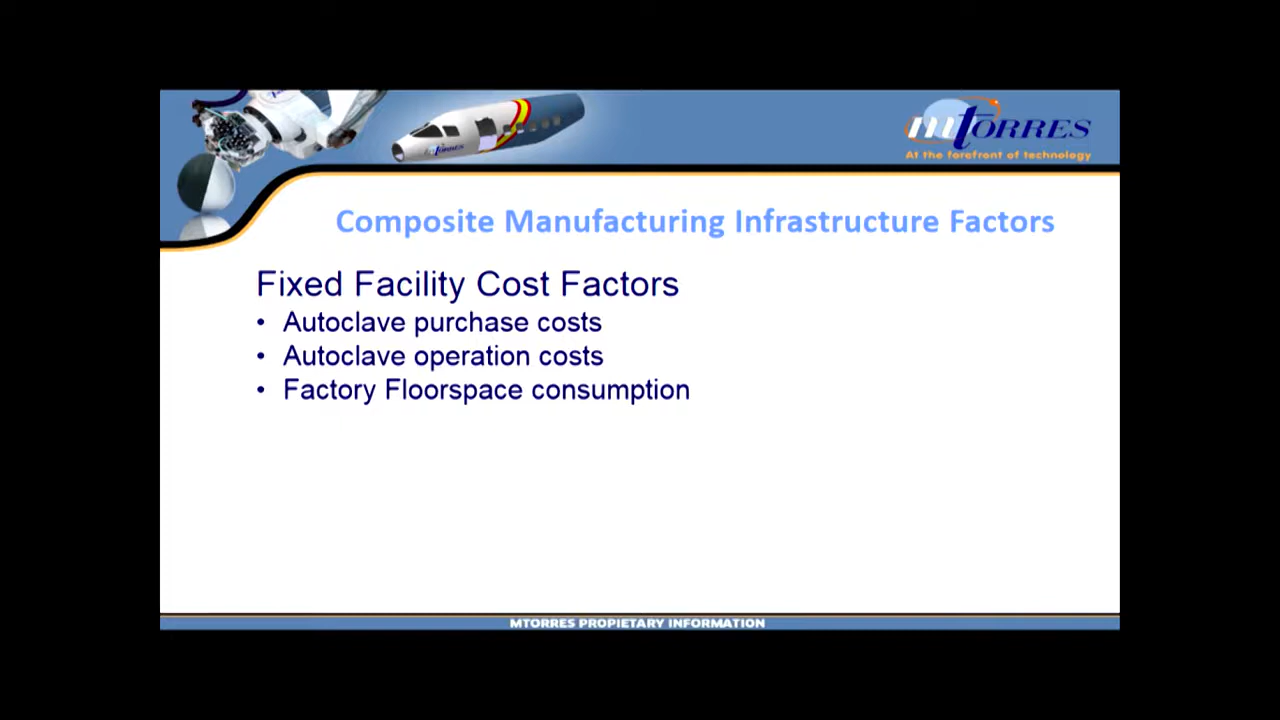 mTORRES
At the forefront of technology
Composite Manufacturing Infrastructure Factors
Fixed Facility Cost Factors
• Autoclave purchase costs
• Autoclave operation costs
• Factory Floorspace consumption
MTORRES PROPIETARY INFORMATION